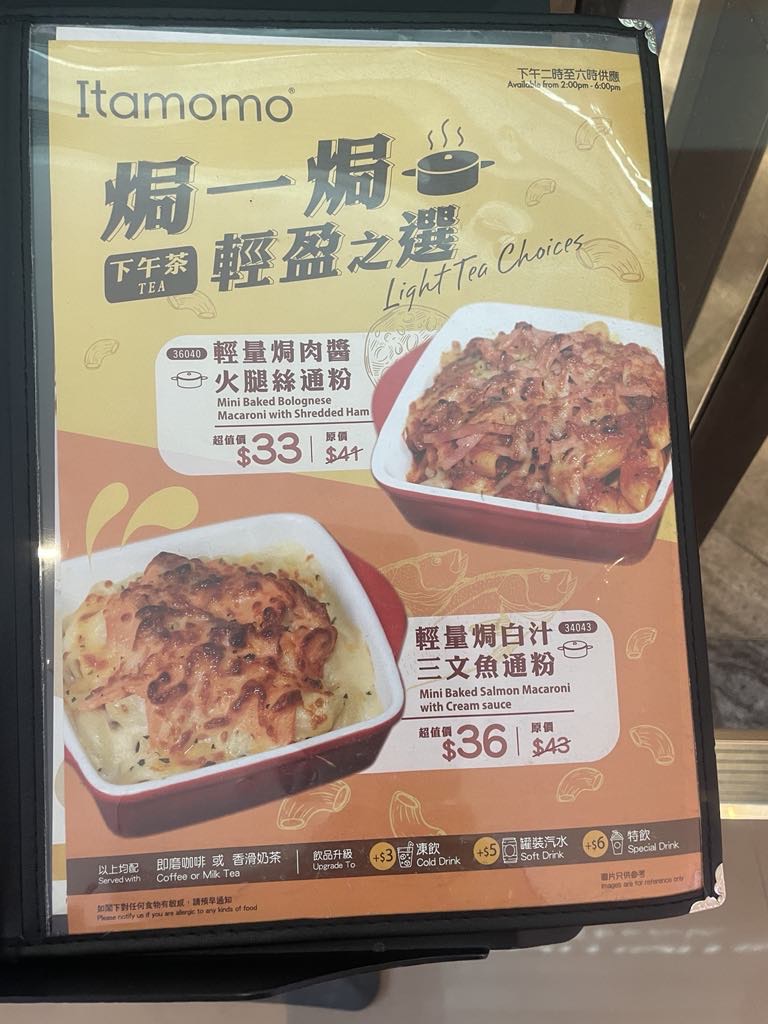 Itamomo®
下午二時至六時供應
Available from 2:00pm - 6:00pm
焗一焗
下午茶
TEA
輕盈之選
Light Tea Choices
36040
輕量焗肉醬
火腿絲通粉
Mini Baked Bolognese
Macaroni with Shredded Ham
超值價 $33 | 原價 $41
輕量焗白汁
34043
三文魚通粉
Mini Baked Salmon Macaroni
with Cream sauce
超值價 $36 | 原價 $43
以上均配 即磨咖啡 或 香滑奶茶 | 飲品升級 +$3 凍飲 +$5 罐裝汽水 +$6 特飲
Served with Coffee or Milk Tea Upgrade To Cold Drink Soft Drink Special Drink
如閣下對任何食物有敏感，請預早通知
Please notify us if you are allergic to any kinds of food
圖片只供參考
Images are for reference only